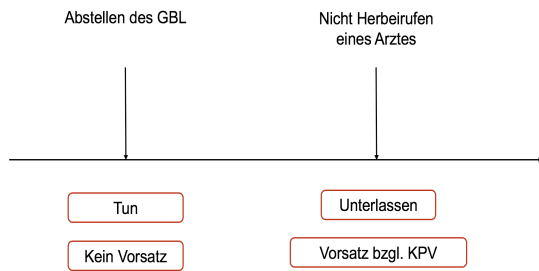 Abstellen des GBL
Nicht Herbeirufen
eines Arztes
Tun
Unterlassen
Kein Vorsatz
Vorsatz bzgl. KPV